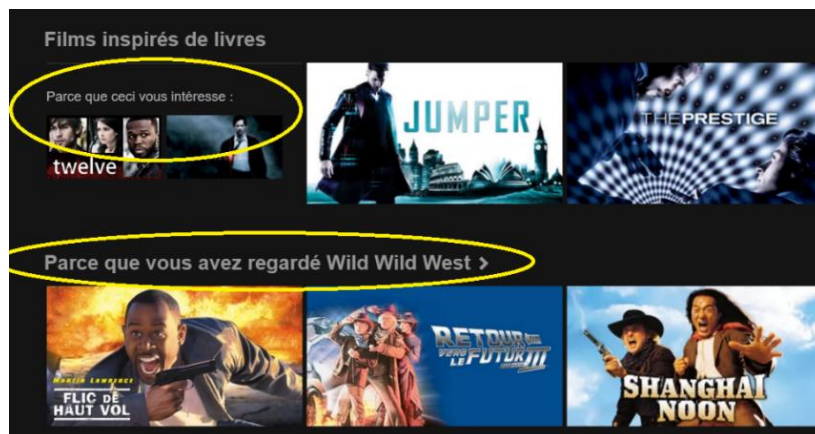 Films inspirés de livres
Parce que ceci vous intéresse :
twelve
JUMPER
THE PRESTIGE
Parce que vous avez regardé Wild Wild West >
MARTIN LAWRENCE
FLIC DE
HAUT VOL
RETOUR
VERS
LE FUTUR III
SHANGHAI
NOON